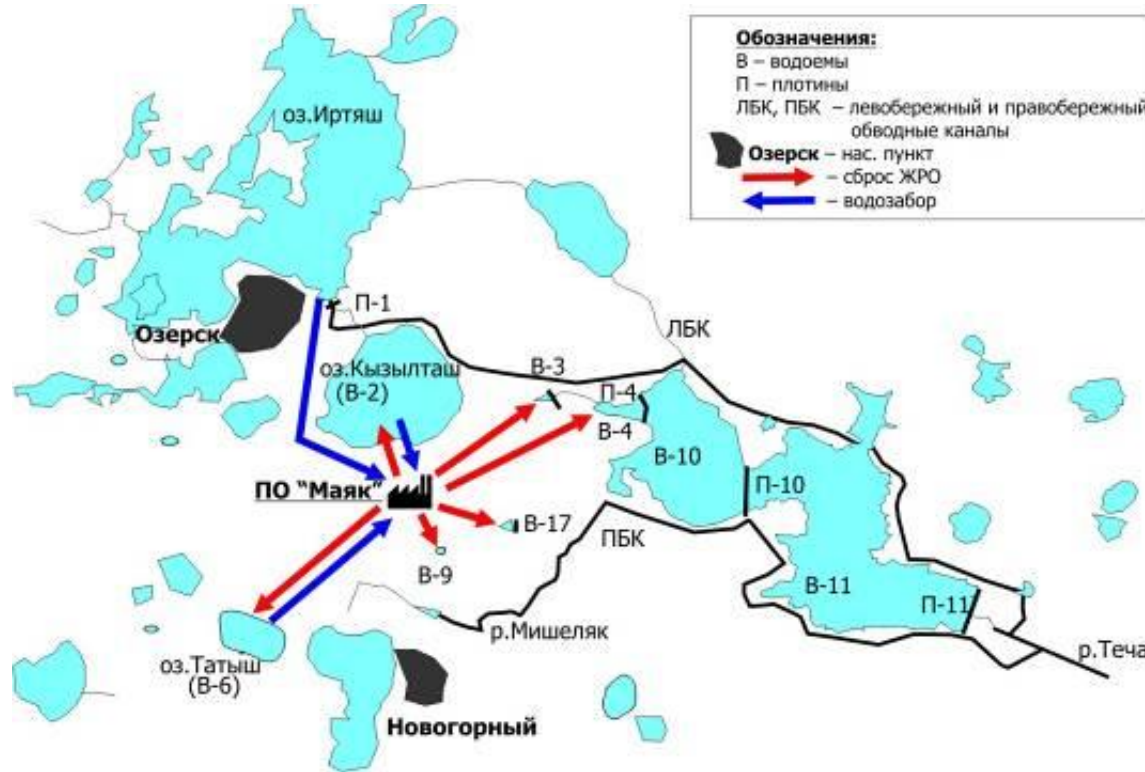 Обозначения:
В – водоемы
П – плотины
ЛБК, ПБК – левобережный и правобережный
обводные каналы
Озерск – нас. пункт
– сброс ЖРО
– водозабор
оз.Иртяш
П-1
Озерск
ЛБК
оз.Кызылташ
(В-2)
В-3
П-4
В-4
В-10
П-10
ПО "Маяк"
В-17
ПБК
В-9
В-11
П-11
р.Мишеляк
р.Теча
оз.Татыш
(В-6)
Новогорный